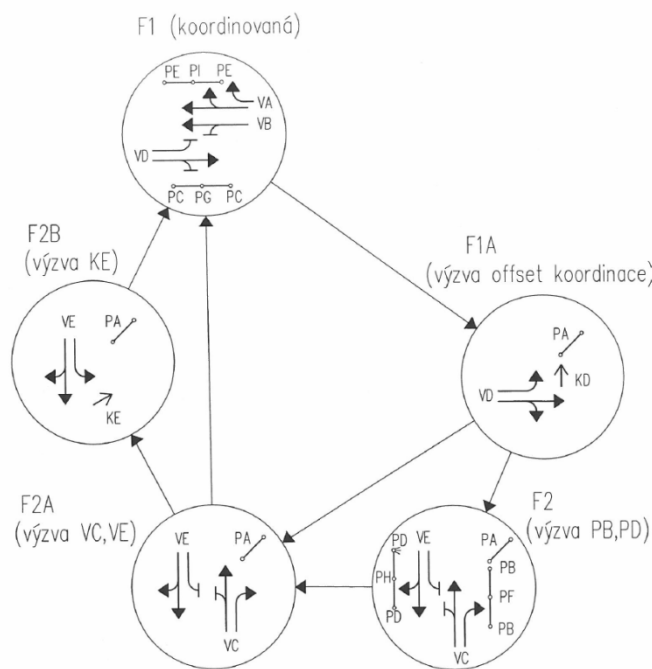 F1 (koordinovaná)
PE PI PE
VA
VB
VD
PC PG PC
F2B
(výzva KE)
VE PA
KE
F1A
(výzva offset koordinace)
PA
KD
VD
F2A
(výzva VC,VE)
VE PA
VC
F2
(výzva PB,PD)
PD VE PA
PB
PH
PF
PD
PB
VC